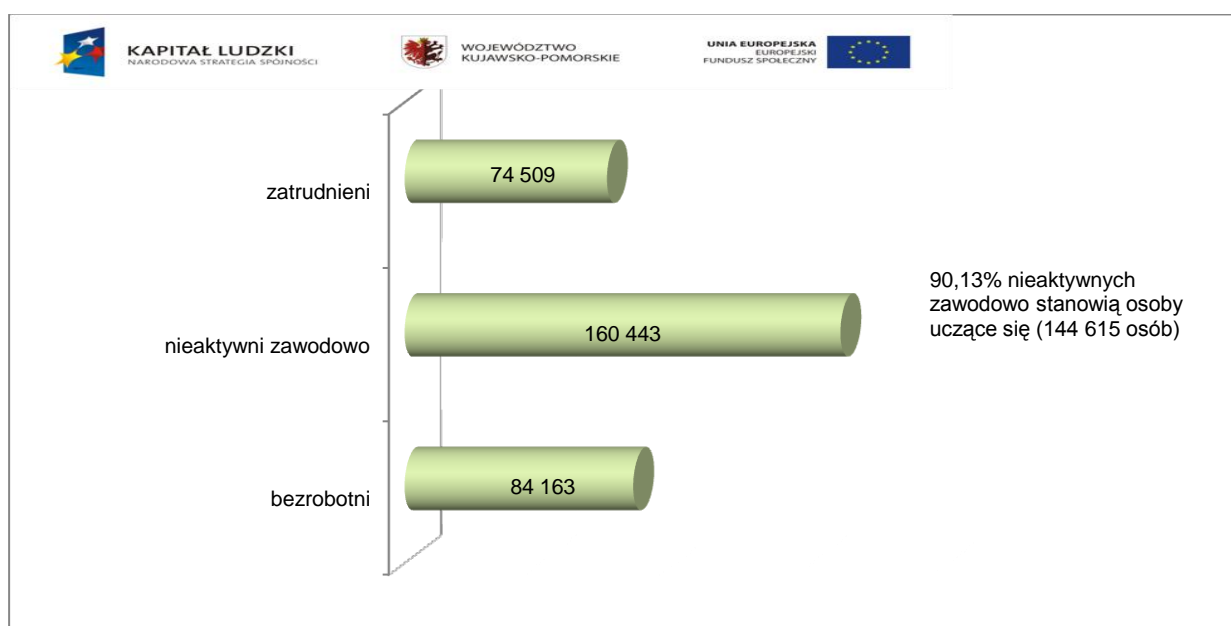 KAPITAŁ LUDZKI
NARODOWA STRATEGIA SPÓJNOŚCI
WOJEWÓDZTWO
KUJAWSKO-POMORSKIE
UNIA EUROPEJSKA
EUROPEJSKI
FUNDUSZ SPOŁECZNY
zatrudnieni
74 509
nieaktywni zawodowo
160 443
90,13% nieaktywnych
zawodowo stanowią osoby
uczące się (144 615 osób)
bezrobotni
84 163